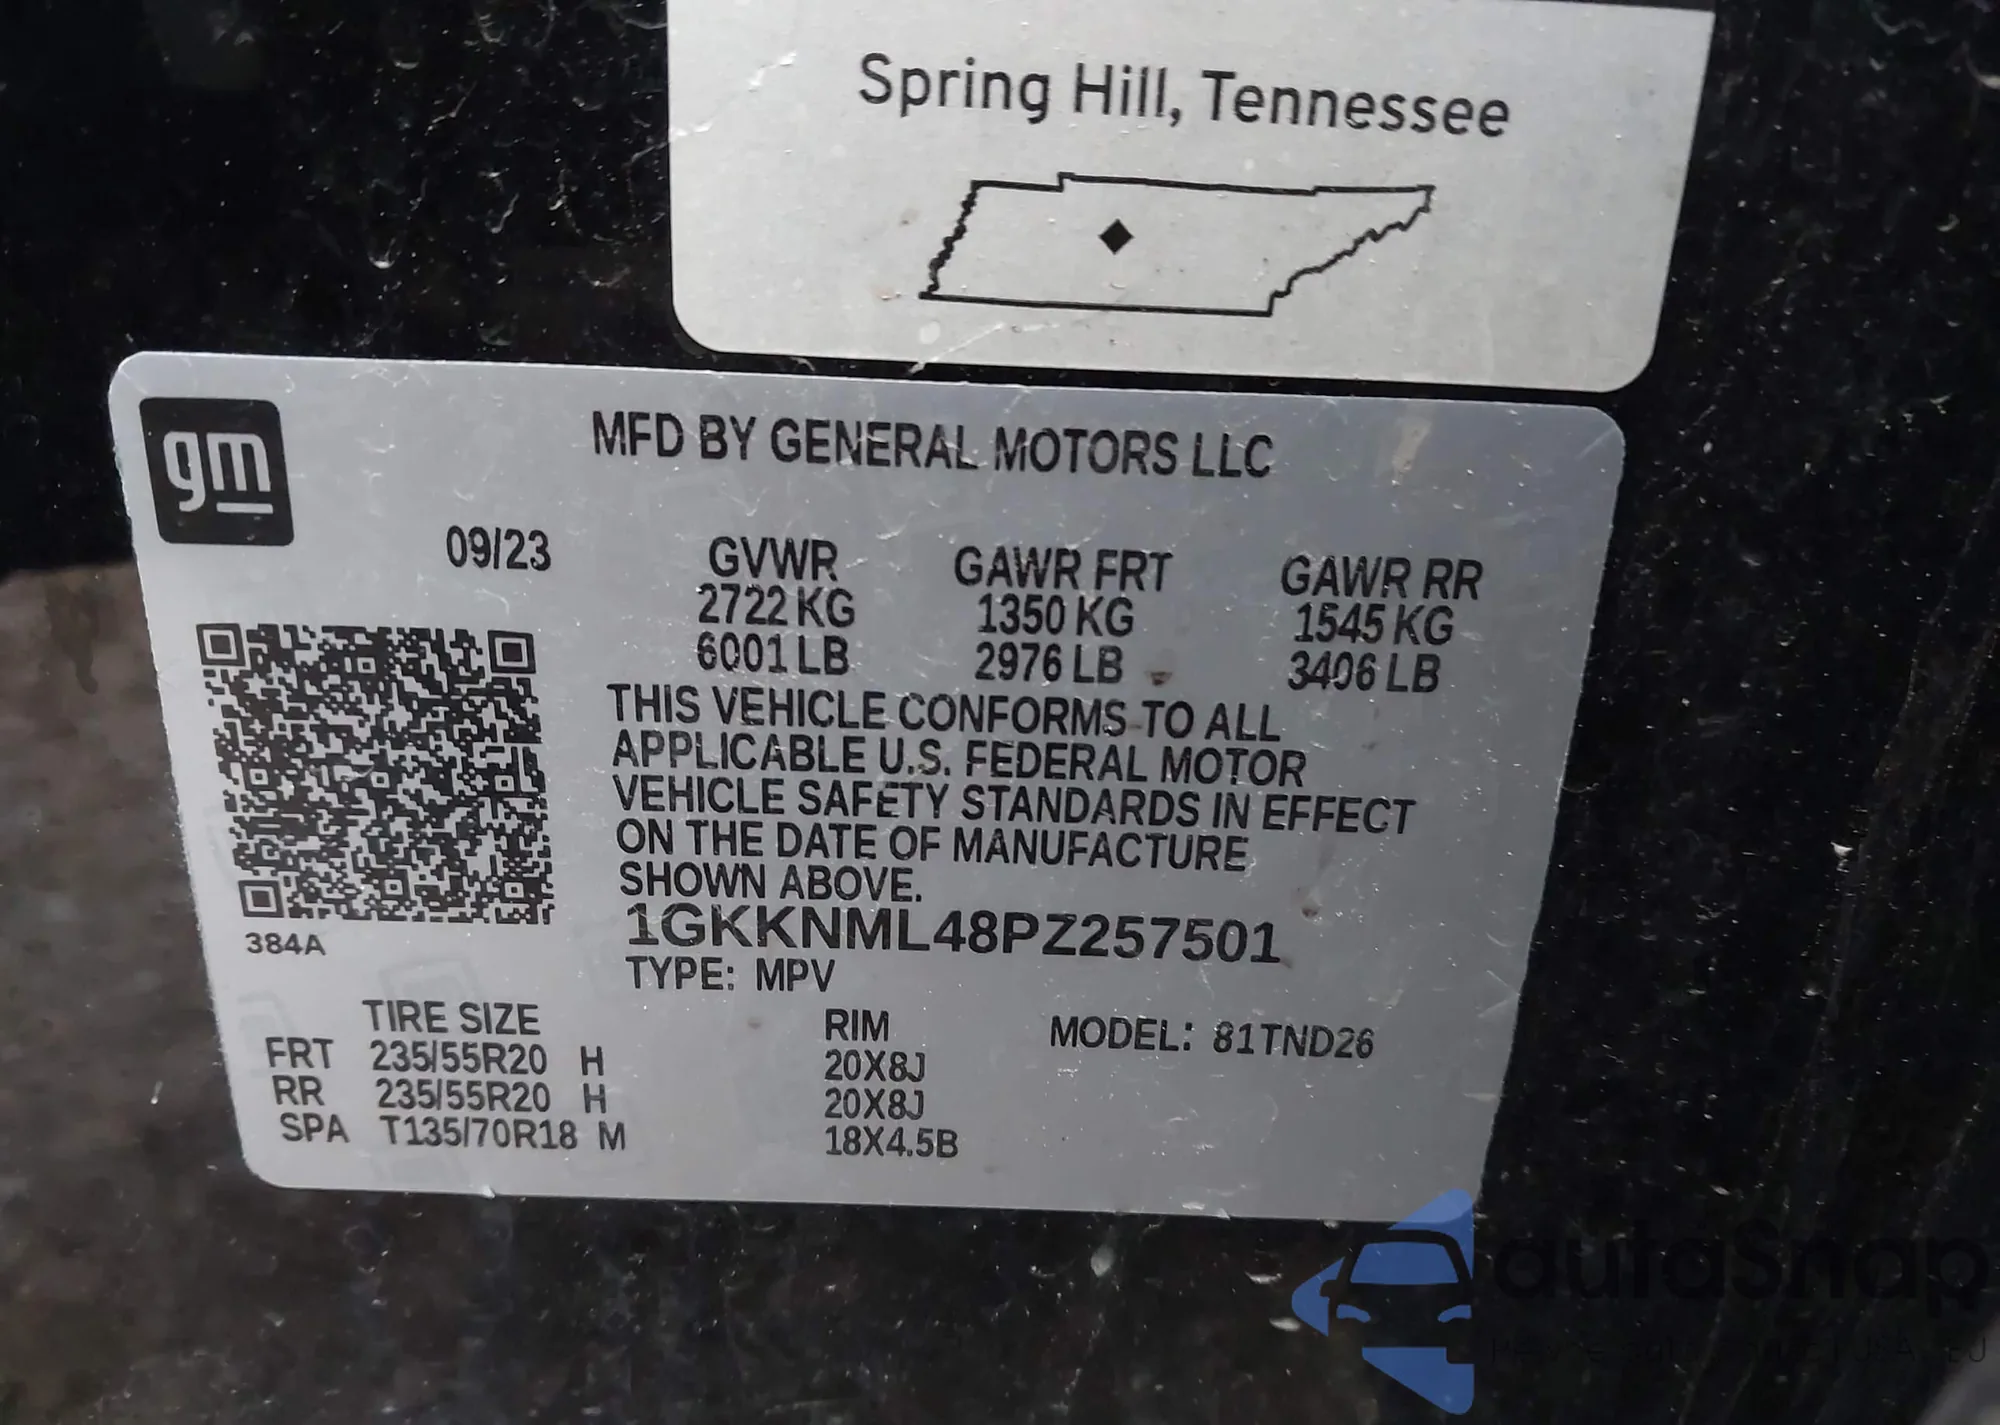 Spring Hill, Tennessee
gm
MFD BY GENERAL MOTORS LLC
09/23 GVWR GAWR FRT GAWR RR
2722 KG 1350 KG 1545 KG
6001 LB 2976 LB 3406 LB
THIS VEHICLE CONFORMS TO ALL
APPLICABLE U.S. FEDERAL MOTOR
VEHICLE SAFETY STANDARDS IN EFFECT
ON THE DATE OF MANUFACTURE
SHOWN ABOVE.
1GKKNML48PZ257501
384A
TYPE: MPV
TIRE SIZE RIM MODEL: 81TND26
FRT 235/55R20 H 20X8J
RR 235/55R20 H 20X8J
SPA T135/70R18 M 18X4.5B
autoSnap